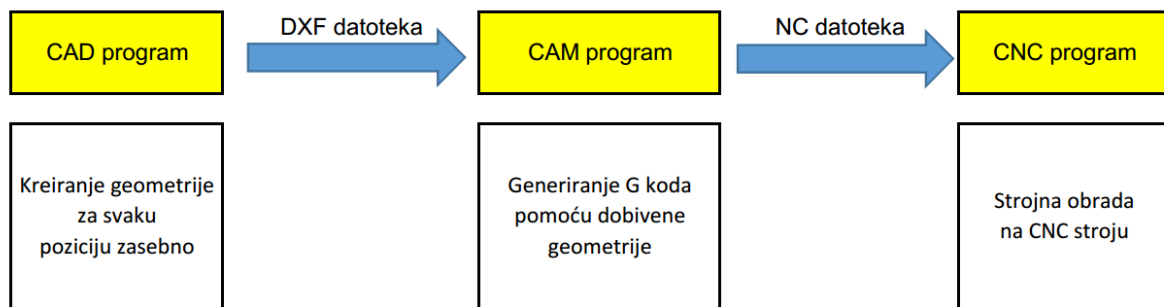 CAD program
DXF datoteka
CAM program
NC datoteka
CNC program
Kreiranje geometrije
za svaku
poziciju zasebno
Generiranje G koda
pomoću dobivene
geometrije
Strojna obrada
na CNC stroju